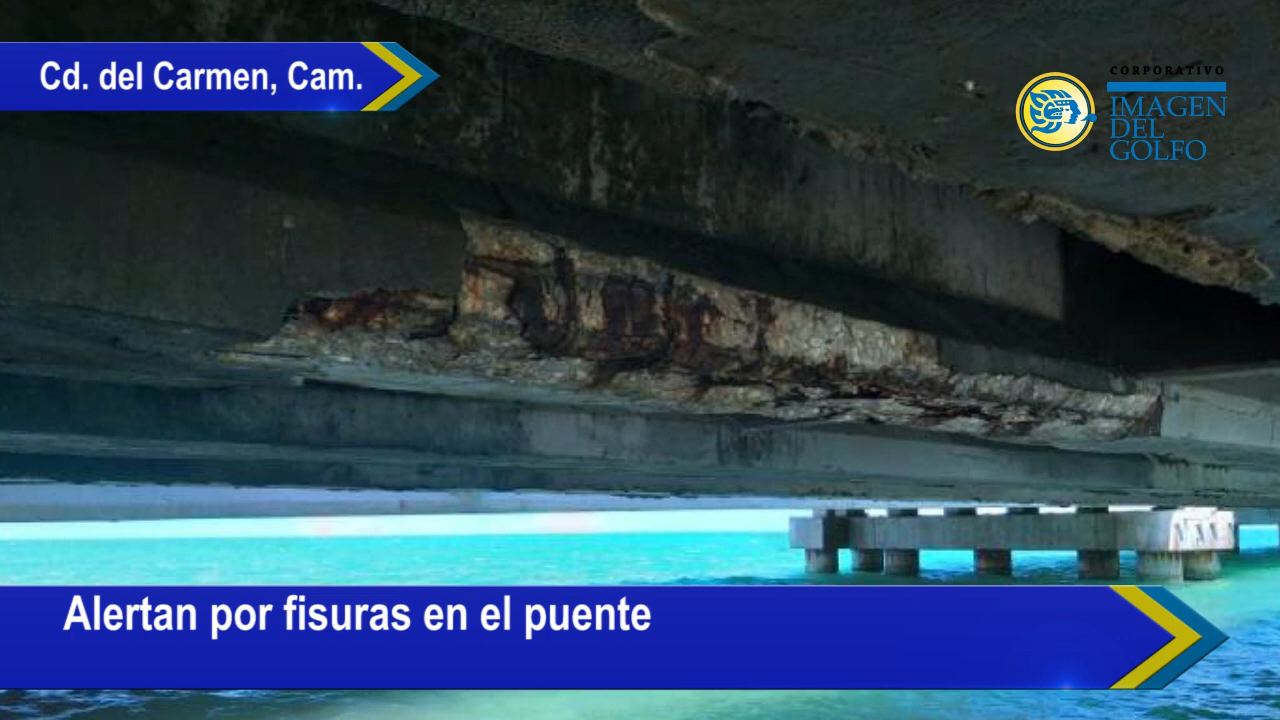 Cd. del Carmen, Cam.
CORPORATIVO
IMAGEN
DEL
GOLFO
Alertan por fisuras en el puente